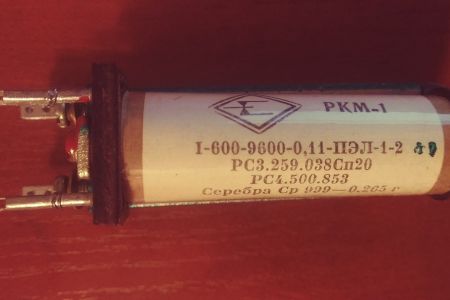 РКМ-1
I-600-9600-0,11-ПЭЛ-1-2
РС3.259.038Сп20
РС4.500.853
Серебра Ср 999—0.265 г